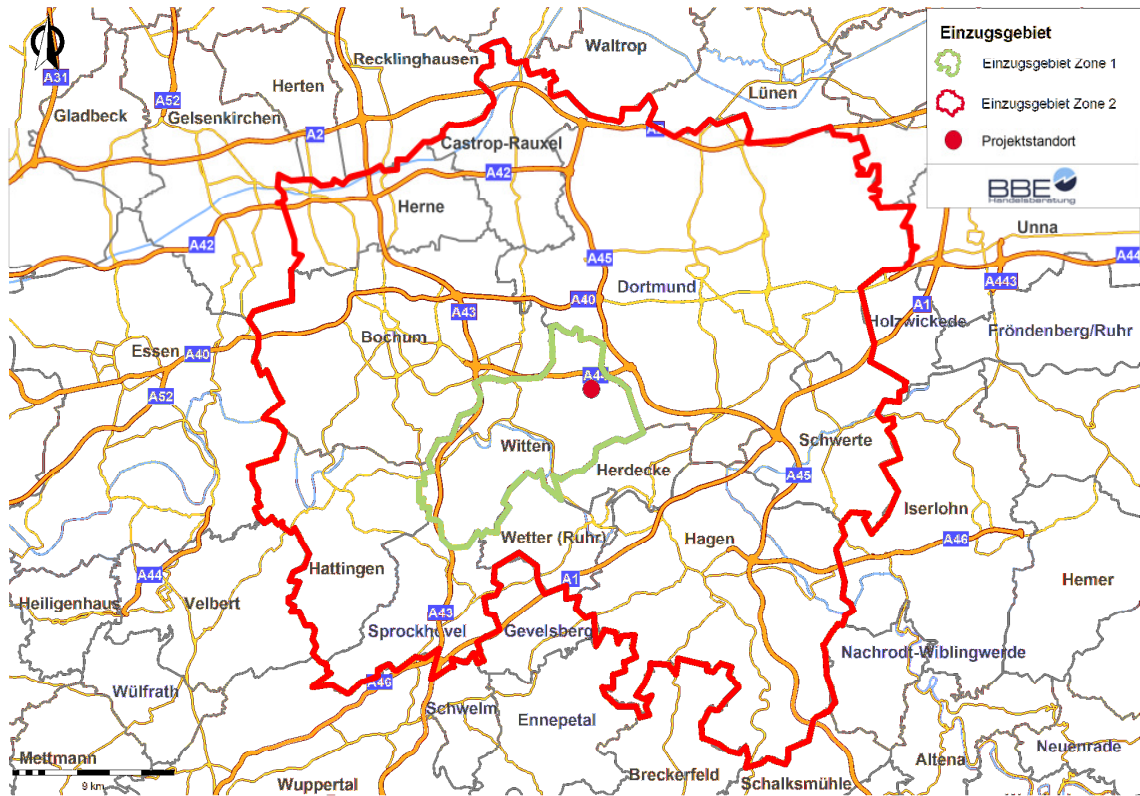 Waltrop
Recklinghausen
A31
Herten
A52
Lünen
Gladbeck
Gelsenkirchen
A2
Castrop-Rauxel
A42
Herne
A42
Unna
A44
A45
A443
Dortmund
A40
A1
A43
Holzwickede
Fröndenberg/Ruhr
Bochum
Essen
A40
A52
A44
Witten
Schwerte
Herdecke
A45
Iserlohn
Wetter (Ruhr)
Hagen
A46
Hattingen
A1
A44
Hemer
Heiligenhaus
Velbert
A43
Sprockhövel
Gevelsberg
Nachrodt-Wiblingwerde
A46
Wülfrath
Schwelm
Ennepetal
Mettmann
Neuenrade
Altena
Wuppertal
Breckerfeld
Schalksmühle
9 km
Einzugsgebiet
Einzugsgebiet Zone 1
Einzugsgebiet Zone 2
Projektstandort
BBE
Handelsberatung